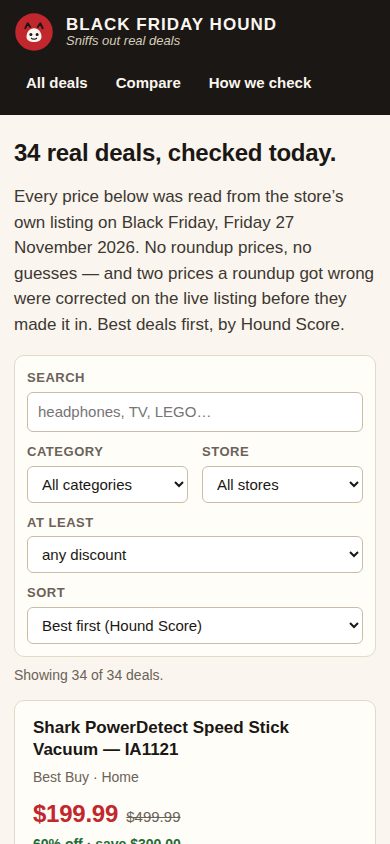 BLACK FRIDAY HOUND
Sniffs out real deals
All deals Compare How we check
34 real deals, checked today.
Every price below was read from the store’s
own listing on Black Friday, Friday 27
November 2026. No roundup prices, no
guesses — and two prices a roundup got wrong
were corrected on the live listing before they
made it in. Best deals first, by Hound Score.
SEARCH
headphones, TV, LEGO…
CATEGORY STORE
All categories All stores
AT LEAST
any discount
SORT
Best first (Hound Score)
Showing 34 of 34 deals.
Shark PowerDetect Speed Stick
Vacuum — IA1121
Best Buy · Home
$199.99 $499.99
60% off · save $300.00